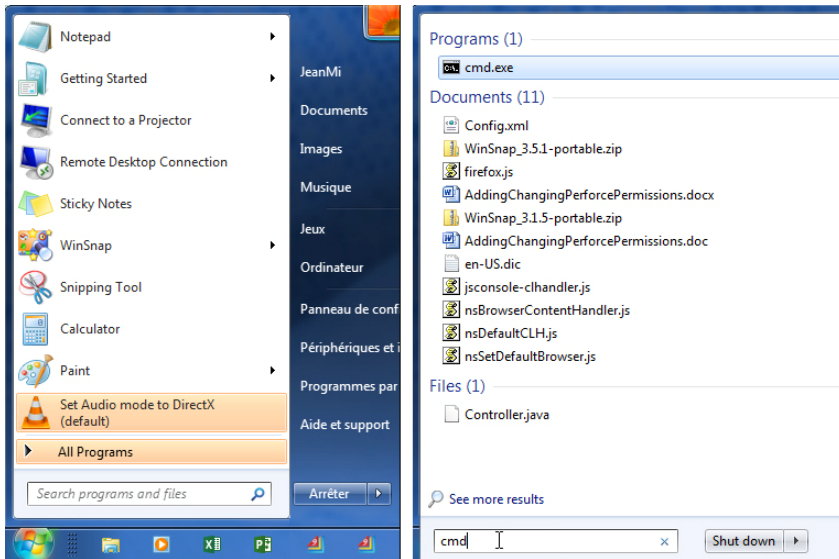 Notepad
Getting Started
Connect to a Projector
Remote Desktop Connection
Sticky Notes
WinSnap
Snipping Tool
Calculator
Paint
Set Audio mode to DirectX
(default)
All Programs
Search programs and files
JeanMi
Documents
Images
Musique
Jeux
Ordinateur
Panneau de conf
Périphériques et i
Programmes par
Aide et support
Arrêter
Programs (1)
cmd.exe
Documents (11)
Config.xml
WinSnap_3.5.1-portable.zip
firefox.js
AddingChangingPerforcePermissions.docx
WinSnap_3.1.5-portable.zip
AddingChangingPerforcePermissions.doc
en-US.dic
jsconsole-clhandler.js
nsBrowserContentHandler.js
nsDefaultCLH.js
nsSetDefaultBrowser.js
Files (1)
Controller.java
See more results
cmd
Shut down